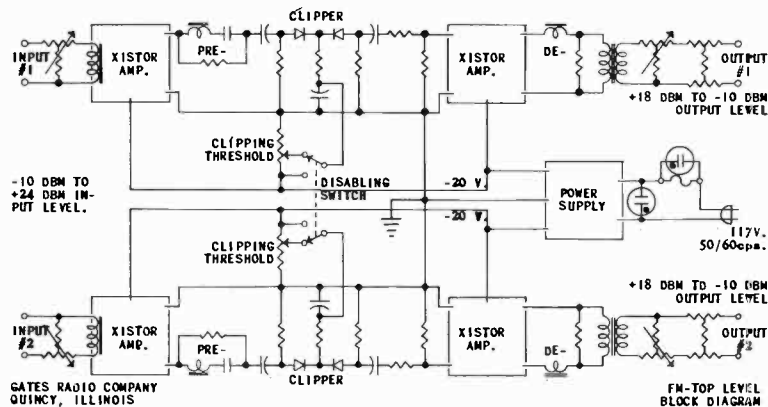 CLIPPER
INPUT
#1
XISTOR
AMP.
PRE-
XISTOR
AMP.
DE-
OUTPUT
#1
+18 DBM TO -10 DBM
OUTPUT LEVEL
CLIPPING
THRESHOLD
-10 DBM TO
+24 DBM IN-
PUT LEVEL.
DISABLING
SWITCH
-20 V.
-20 V.
POWER
SUPPLY
117V.
50/60cps.
CLIPPING
THRESHOLD
+18 DBM TO -10 DBM
OUTPUT LEVEL
INPUT
#2
XISTOR
AMP.
PRE-
CLIPPER
XISTOR
AMP.
DE-
OUTPUT
#2
GATES RADIO COMPANY
QUINCY, ILLINOIS
FM-TOP LEVEL
BLOCK DIAGRAM